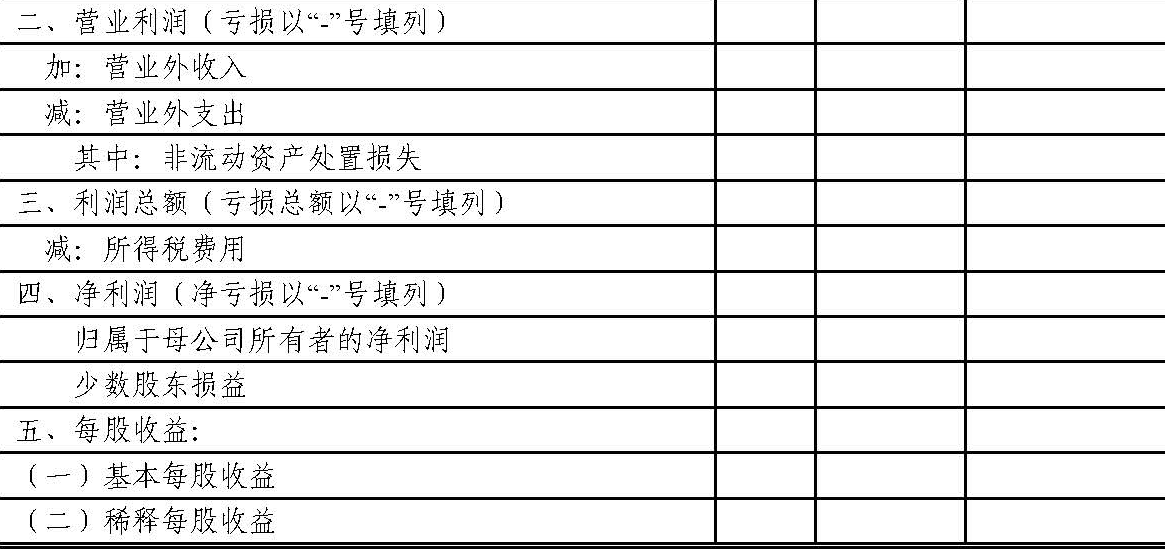 二、营业利润（亏损以“-”号填列）
加：营业外收入
减：营业外支出
其中：非流动资产处置损失
三、利润总额（亏损总额以“-”号填列）
减：所得税费用
四、净利润（净亏损以“-”号填列）
归属于母公司所有者的净利润
少数股东损益
五、每股收益：
（一）基本每股收益
（二）稀释每股收益